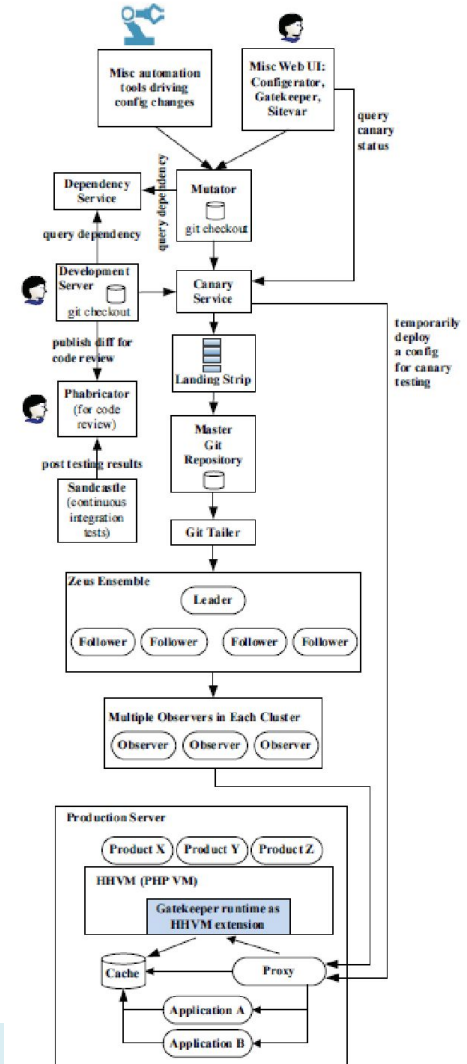 Misc automation
tools driving
config changes
Misc Web UI:
Configerator,
Gatekeeper,
Sitevar
query
canary
status
Dependency
Service
query dependency
Mutator
git checkout
query dependency
Development
Server
git checkout
Canary
Service
publish diff for
code review
temporarily
deploy
a config
for canary
testing
Landing Strip
Phabricator
(for code
review)
Master
Git
Repository
post testing results
Sandcastle
(continuous
integration
tests)
Git Tailer
Zeus Ensemble
Leader
Follower Follower Follower Follower
Multiple Observers in Each Cluster
Observer Observer Observer
Production Server
Product X Product Y Product Z
HHVM (PHP VM)
Gatekeeper runtime as
HHVM extension
Cache
Proxy
Application A
Application B